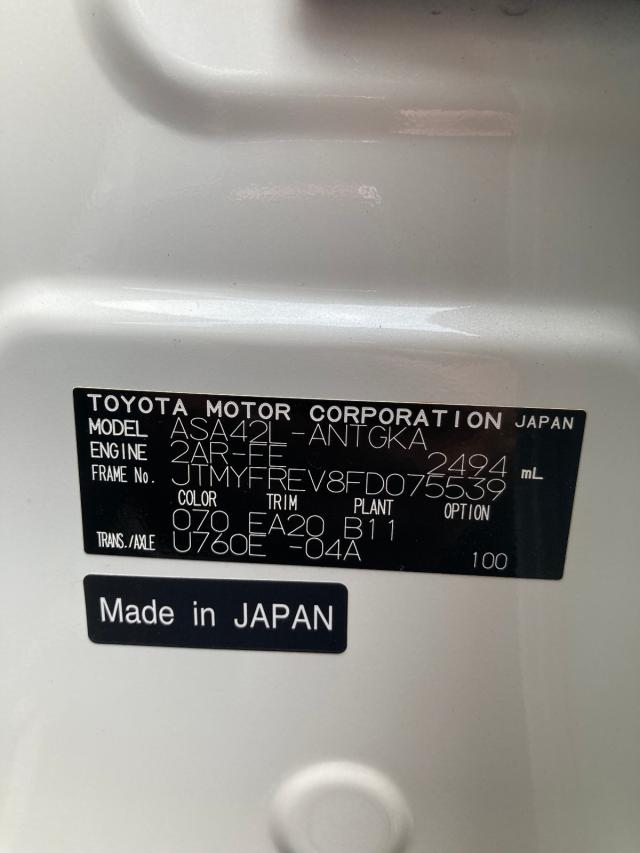 TOYOTA MOTOR CORPORATION JAPAN
MODEL ASA42L-ANTGKA
ENGINE 2AR-FE 2494 mL
FRAME No. JTMYFREV8FD075539
COLOR TRIM PLANT OPTION
070 EA20 B11
TRANS./AXLE U760E -04A 100
Made in JAPAN